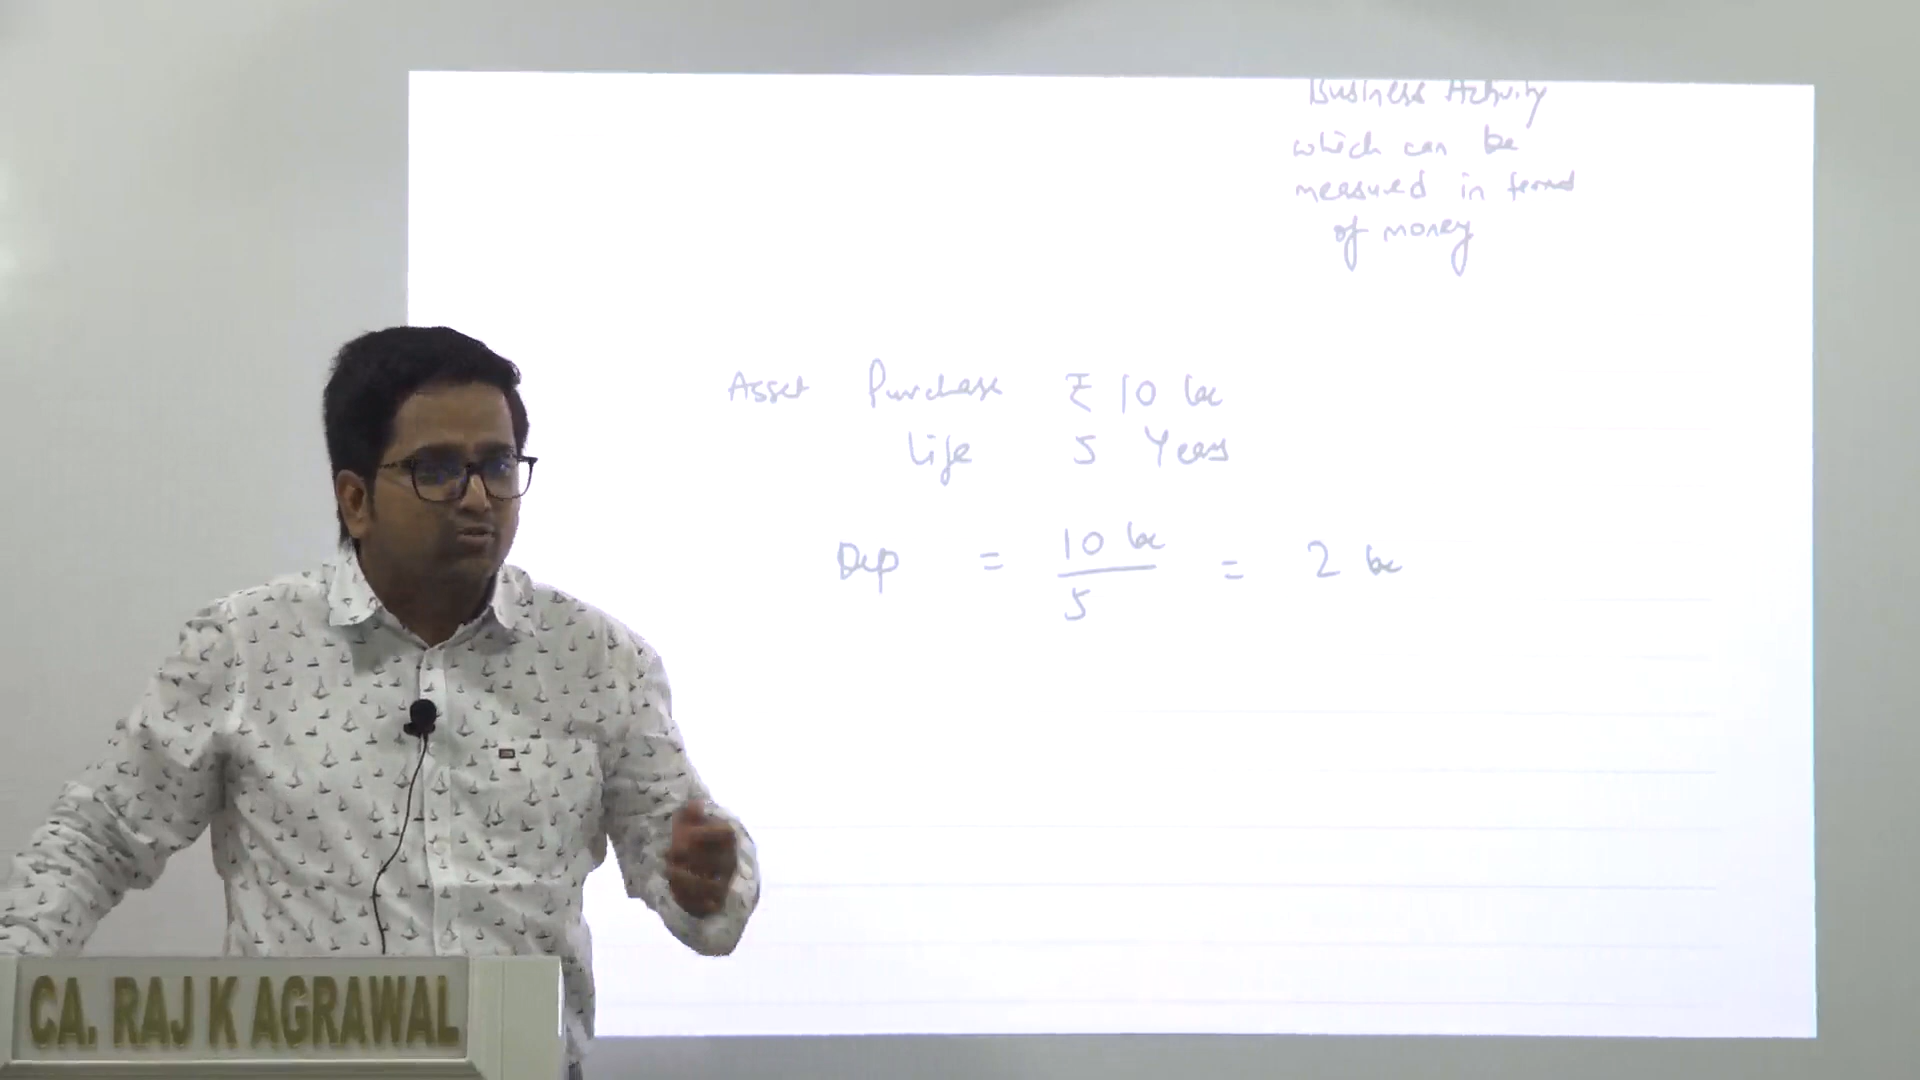 Business Activity
which can be
measured in terms
of money
Asset Purchase ₹ 10 lac
Life 5 Years
Dep = 10 lac / 5 = 2 lac
CA. RAJ K AGRAWAL